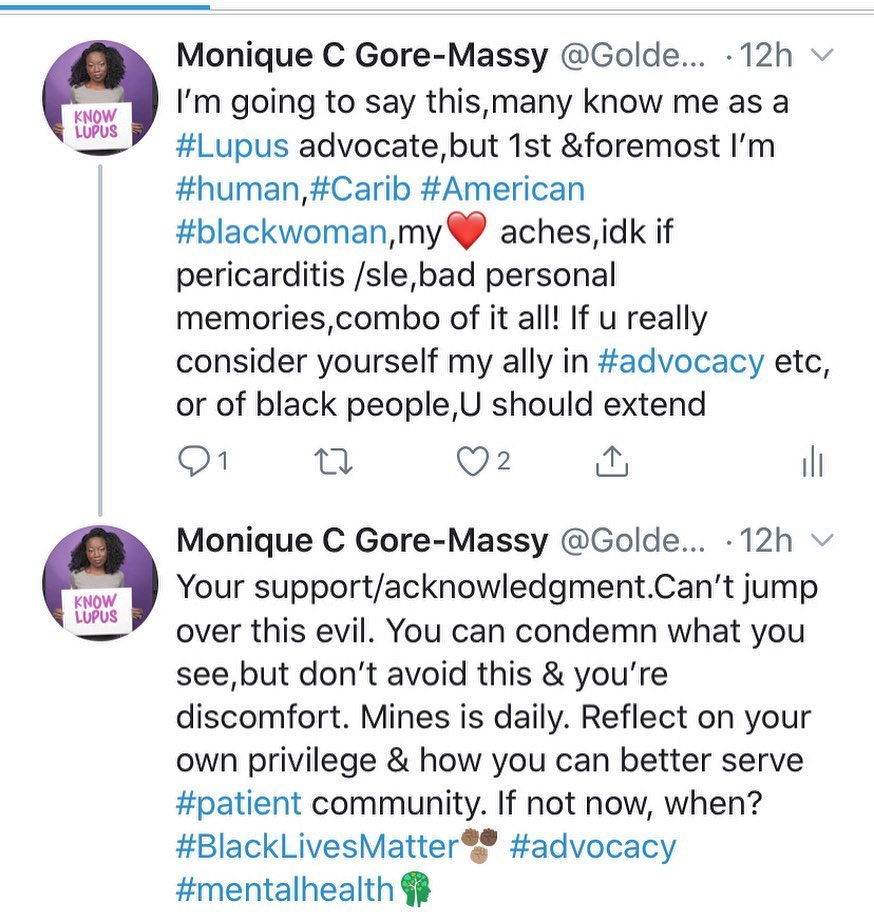 Monique C Gore-Massy @Golde... · 12h
I'm going to say this,many know me as a
#Lupus advocate,but 1st &foremost I'm
#human,#Carib #American
#blackwoman,my❤️ aches,idk if
pericarditis /sle,bad personal
memories,combo of it all! If u really
consider yourself my ally in #advocacy etc,
or of black people,U should extend
1 2
KNOW
LUPUS
Monique C Gore-Massy @Golde... · 12h
Your support/acknowledgment.Can't jump
over this evil. You can condemn what you
see,but don't avoid this & you're
discomfort. Mines is daily. Reflect on your
own privilege & how you can better serve
#patient community. If not now, when?
#BlackLivesMatter✊🏾✊🏿✊🏽 #advocacy
#mentalhealth
KNOW
LUPUS